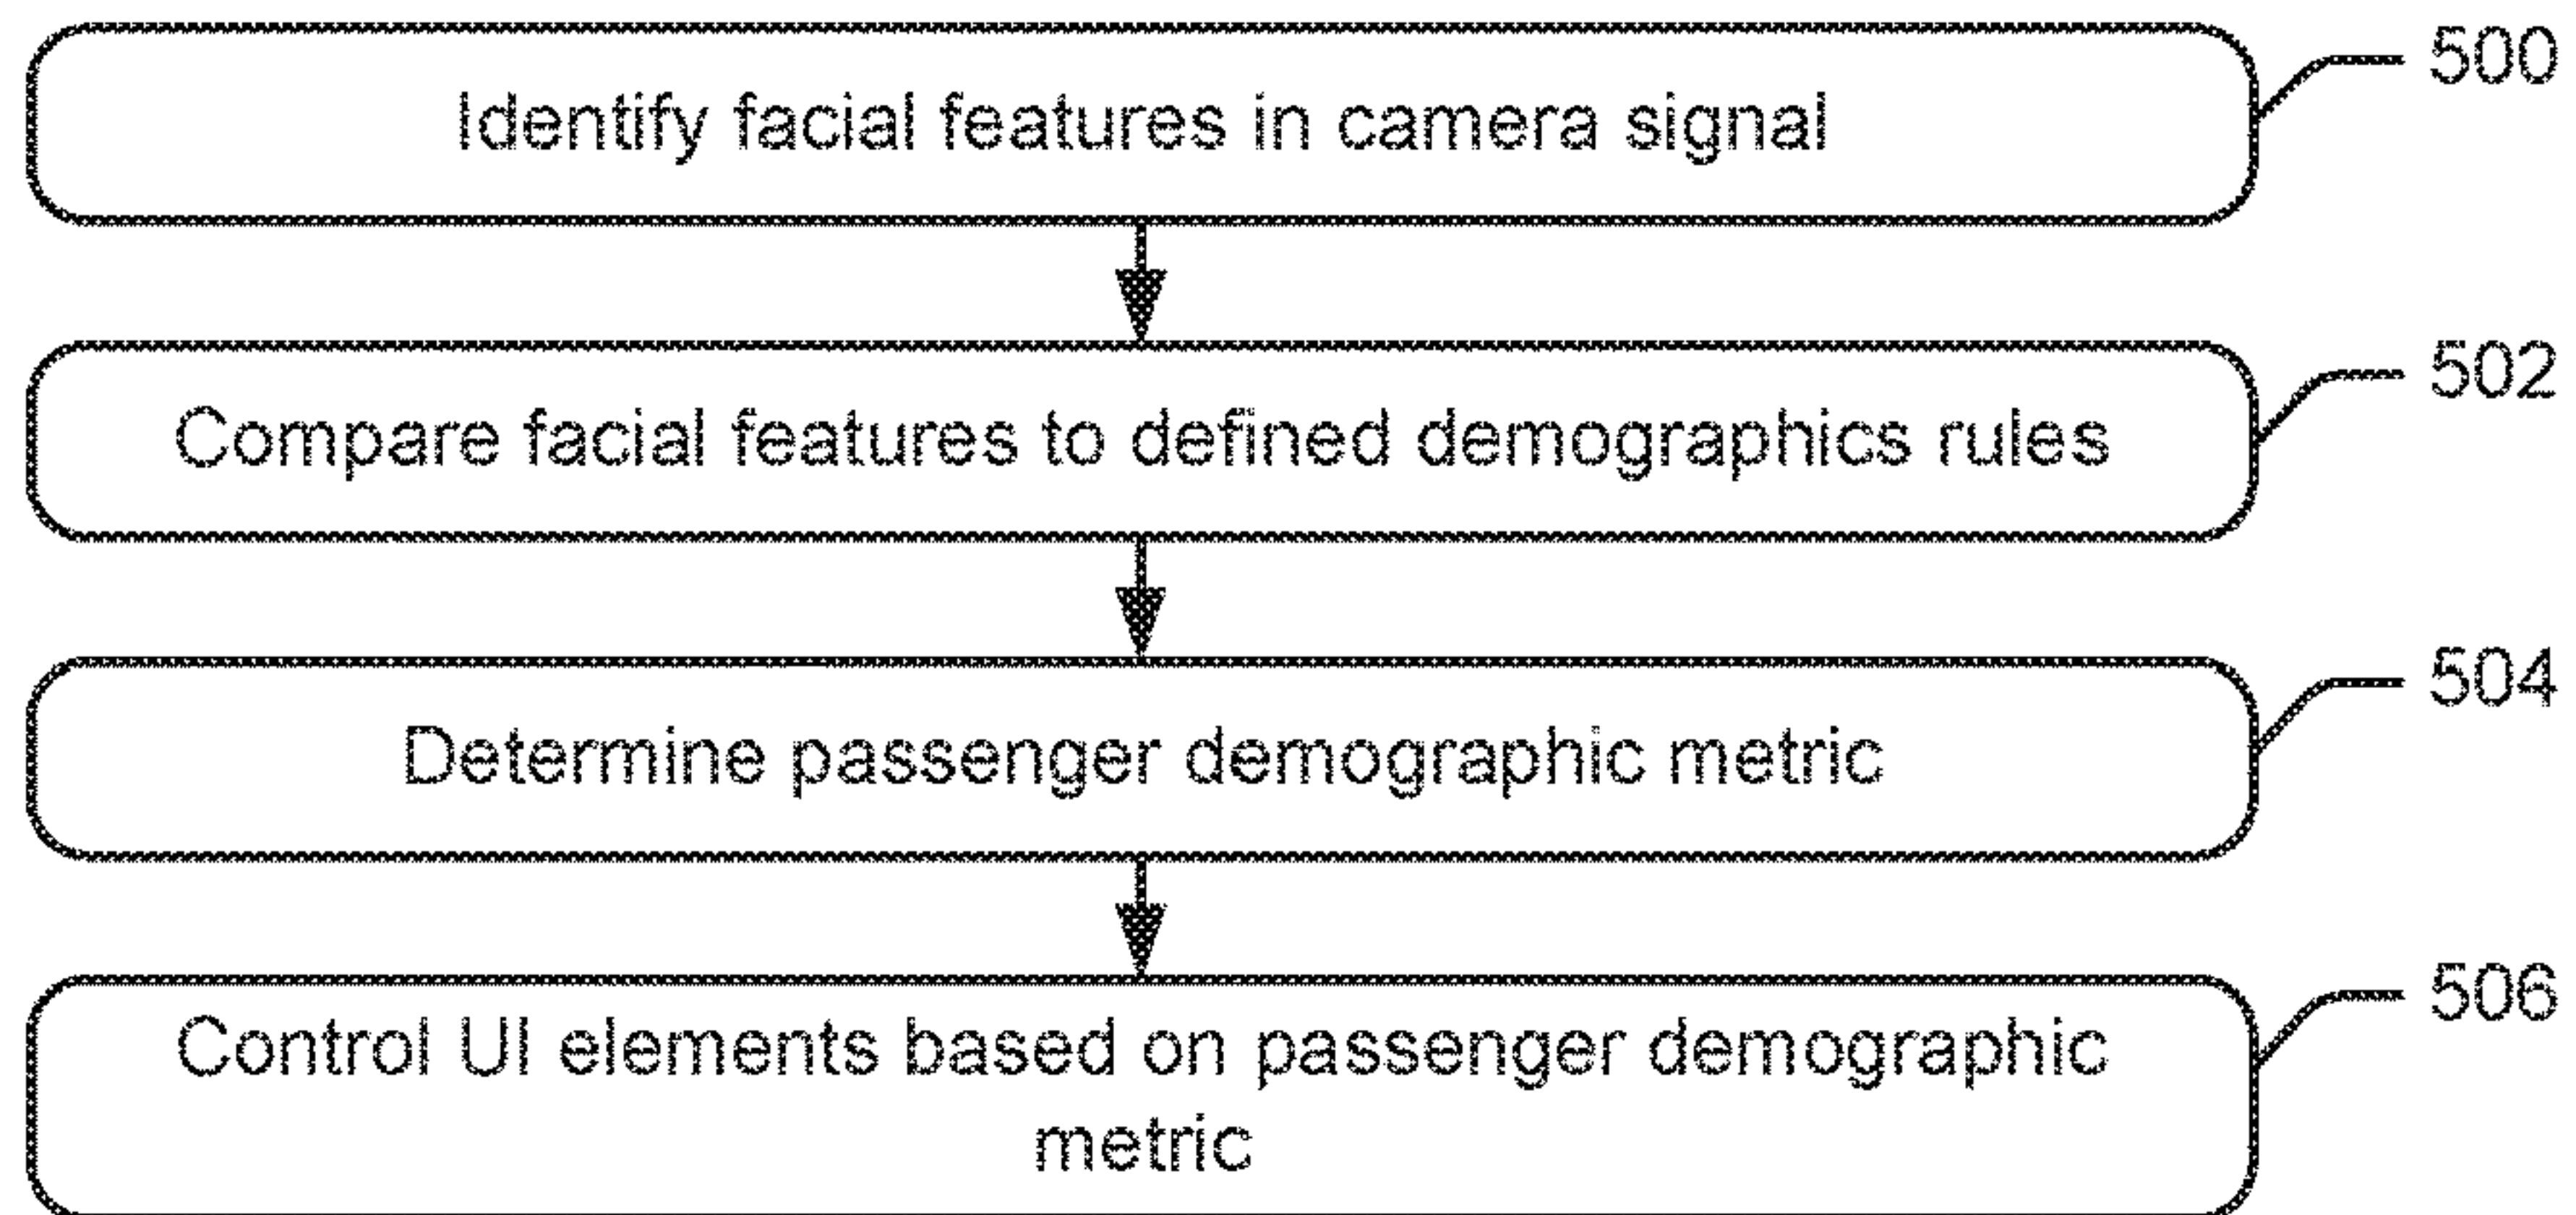 Identify facial features in camera signal
500
Compare facial features to defined demographics rules
502
Determine passenger demographic metric
504
Control UI elements based on passenger demographic
metric
506